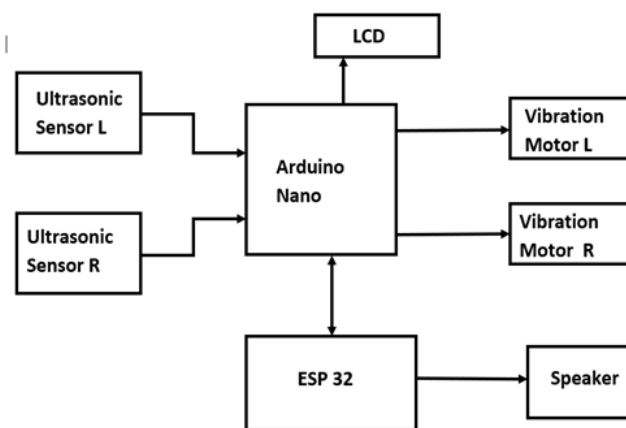 LCD
Ultrasonic
Sensor L
Arduino
Nano
Vibration
Motor L
Ultrasonic
Sensor R
Vibration
Motor R
ESP 32
Speaker